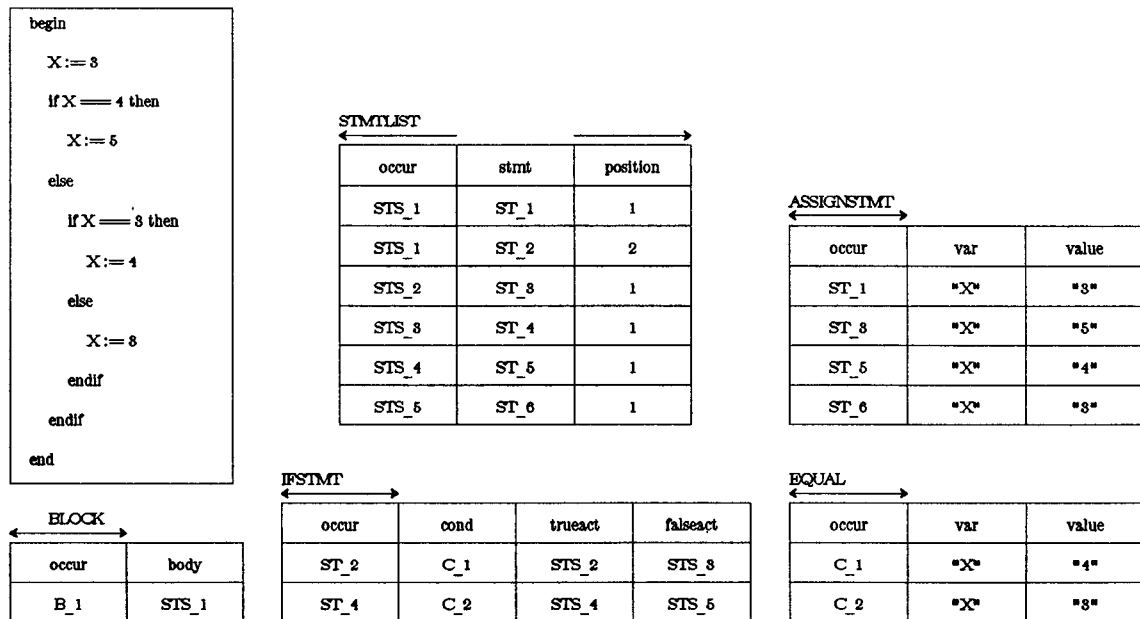 begin
X := 3
if X == 4 then
X := 5
else
if X == 3 then
X := 4
else
X := 3
endif
endif
end
STMTLIST
occur stmt position
STS_1 ST_1 1
STS_1 ST_2 2
STS_2 ST_3 1
STS_3 ST_4 1
STS_4 ST_5 1
STS_5 ST_6 1
ASSIGNSTMT
occur var value
ST_1 "X" "3"
ST_3 "X" "5"
ST_5 "X" "4"
ST_6 "X" "3"
BLOCK
occur body
B_1 STS_1
IFSTMT
occur cond trueact falseact
ST_2 C_1 STS_2 STS_3
ST_4 C_2 STS_4 STS_5
EQUAL
occur var value
C_1 "X" "4"
C_2 "X" "3"